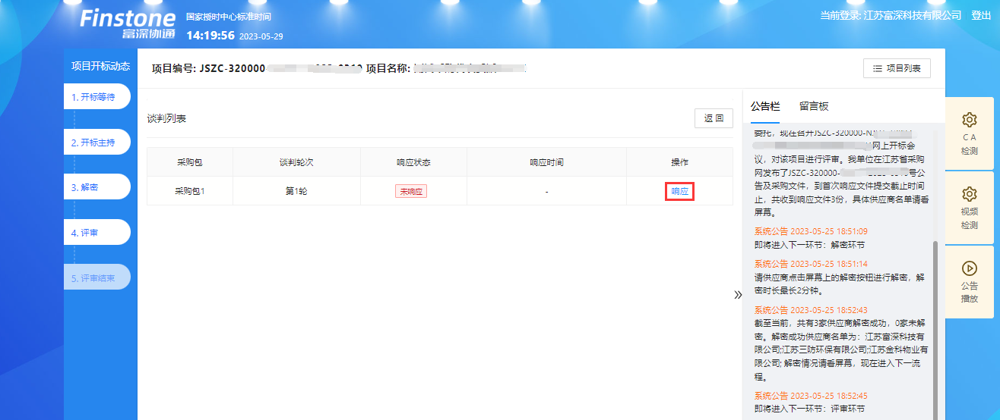 Finstone
富深协通
国家授时中心标准时间
14:19:56 2023-05-29
当前登录: 江苏富深科技有限公司 登出
项目开标动态
1. 开标等待
2. 开标主持
3. 解密
4. 评审
5. 评审结束
项目编号: JSZC-320000 项目名称:
项目列表
谈判列表
返 回
采购包 谈判轮次 响应状态 响应时间 操作
采购包1 第1轮 未响应 - 响应
公告栏 留言板
委托，现在召开JSZC-320000-
网上开标会
议，对该项目进行评审。我单位在江苏省采购
网发布了JSZC-320000- 号公
告及采购文件，到首次响应文件提交截止时间
止，共收到响应文件3份，具体供应商名单请看
屏幕。
系统公告 2023-05-25 18:51:09
即将进入下一环节：解密环节
系统公告 2023-05-25 18:51:14
请供应商点击屏幕上的解密按钮进行解密，解
密时长最长2分钟。
系统公告 2023-05-25 18:52:43
截至当前，共有3家供应商解密成功，0家未解
密。解密成功供应商名单为：江苏富深科技有
限公司;江苏三防环保有限公司;江苏金科物业有
限公司; 解密情况请看屏幕，现在进入下一流
程。
系统公告 2023-05-25 18:52:45
即将进入下一环节：评审环节
C A
检测
视频
检测
公告
播放